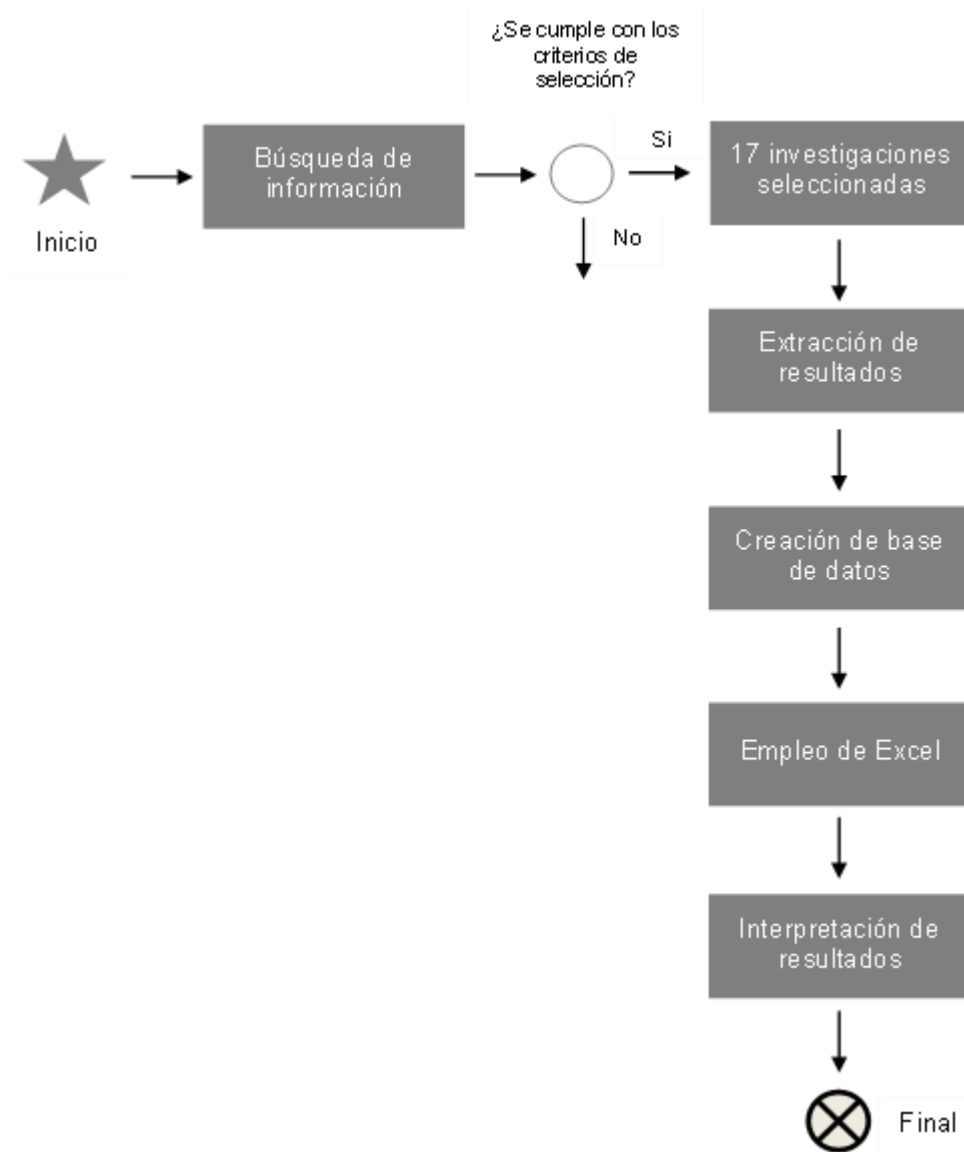 ¿Se cumple con los
criterios de
selección?
Búsqueda de
información
Si
17 investigaciones
seleccionadas
Inicio
No
Extracción de
resultados
Creación de base
de datos
Empleo de Excel
Interpretación de
resultados
Final